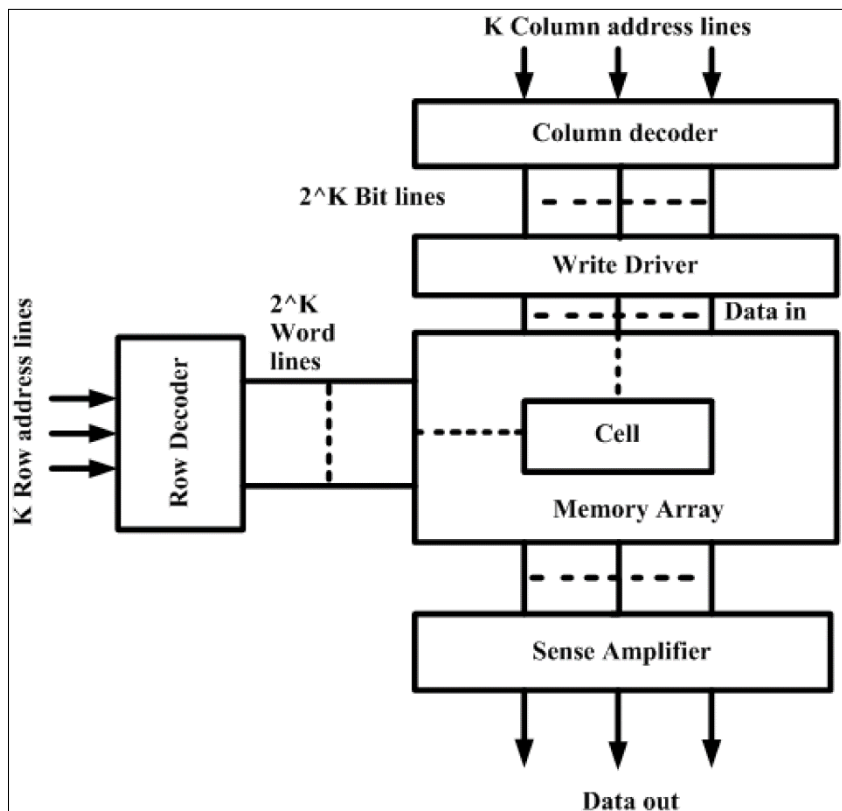 K Column address lines
Column decoder
2^K Bit lines
Write Driver
Data in
2^K
Word
lines
K Row address lines
Row Decoder
Cell
Memory Array
Sense Amplifier
Data out